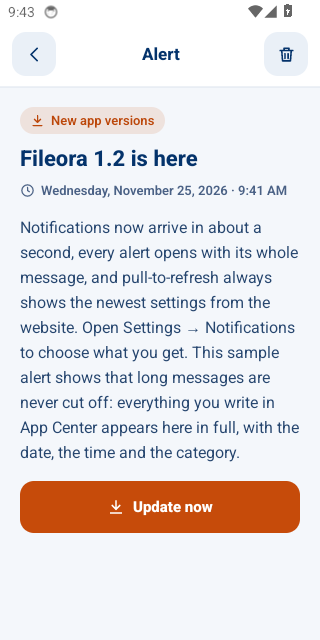 9:43
Alert
New app versions
Fileora 1.2 is here
Wednesday, November 25, 2026 · 9:41 AM
Notifications now arrive in about a
second, every alert opens with its whole
message, and pull-to-refresh always
shows the newest settings from the
website. Open Settings → Notifications
to choose what you get. This sample
alert shows that long messages are
never cut off: everything you write in
App Center appears here in full, with the
date, the time and the category.
Update now